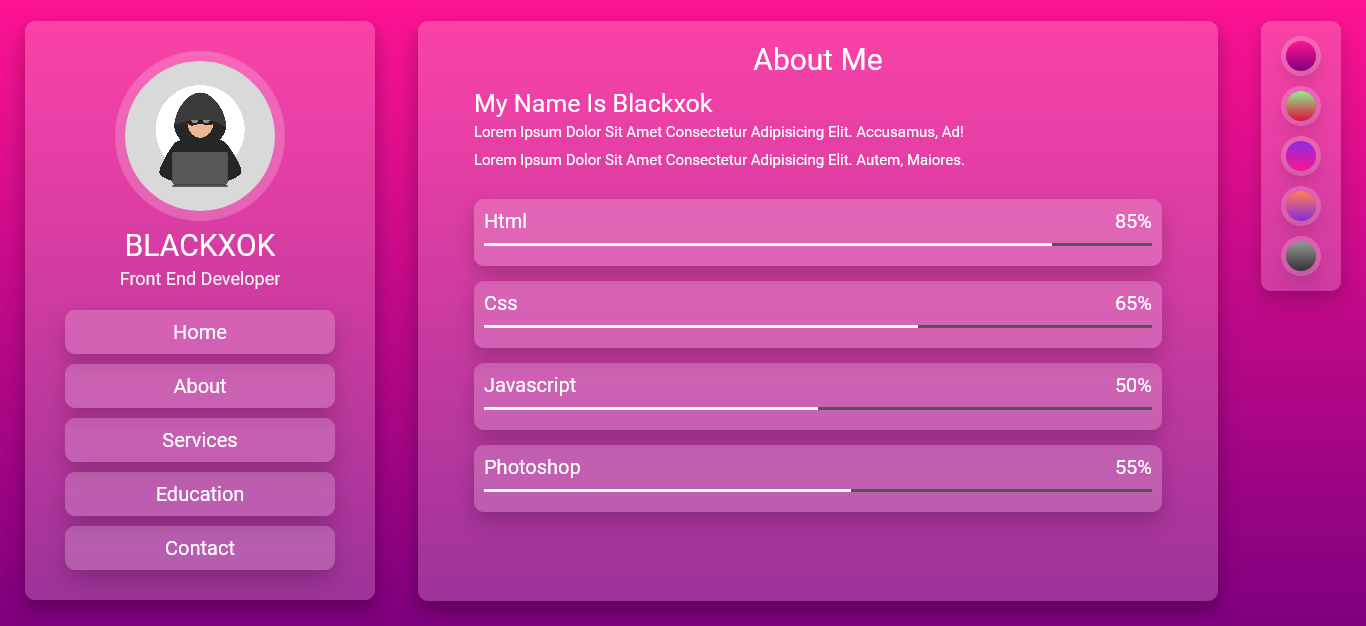 BLACKXOK
Front End Developer
Home
About
Services
Education
Contact
About Me
My Name Is Blackxok
Lorem Ipsum Dolor Sit Amet Consectetur Adipisicing Elit. Accusamus, Ad!
Lorem Ipsum Dolor Sit Amet Consectetur Adipisicing Elit. Autem, Maiores.
Html 85%
Css 65%
Javascript 50%
Photoshop 55%